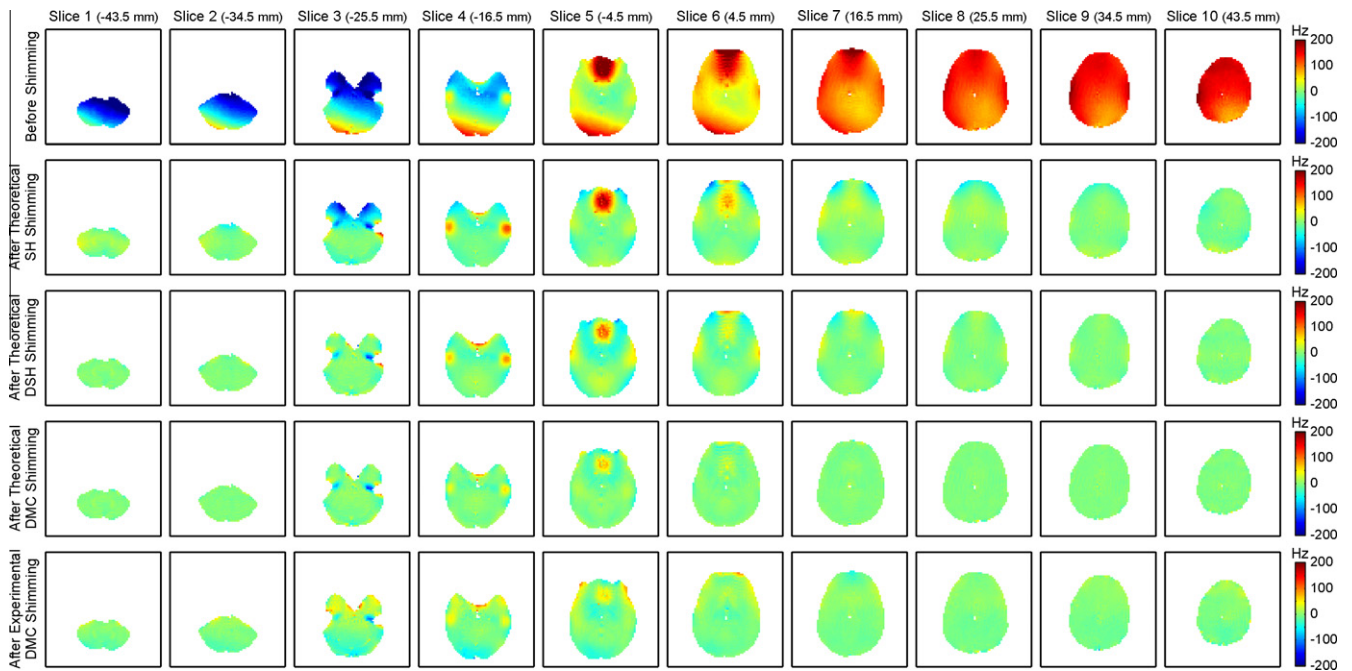 Slice 1 (-43.5 mm) Slice 2 (-34.5 mm) Slice 3 (-25.5 mm) Slice 4 (-16.5 mm) Slice 5 (-4.5 mm) Slice 6 (4.5 mm) Slice 7 (16.5 mm) Slice 8 (25.5 mm) Slice 9 (34.5 mm) Slice 10 (43.5 mm)
Before Shimming
Hz
200
100
0
-100
-200
After Theoretical
SH Shimming
Hz
200
100
0
-100
-200
After Theoretical
DSH Shimming
Hz
200
100
0
-100
-200
After Theoretical
DMC Shimming
Hz
200
100
0
-100
-200
After Experimental
DMC Shimming
Hz
200
100
0
-100
-200